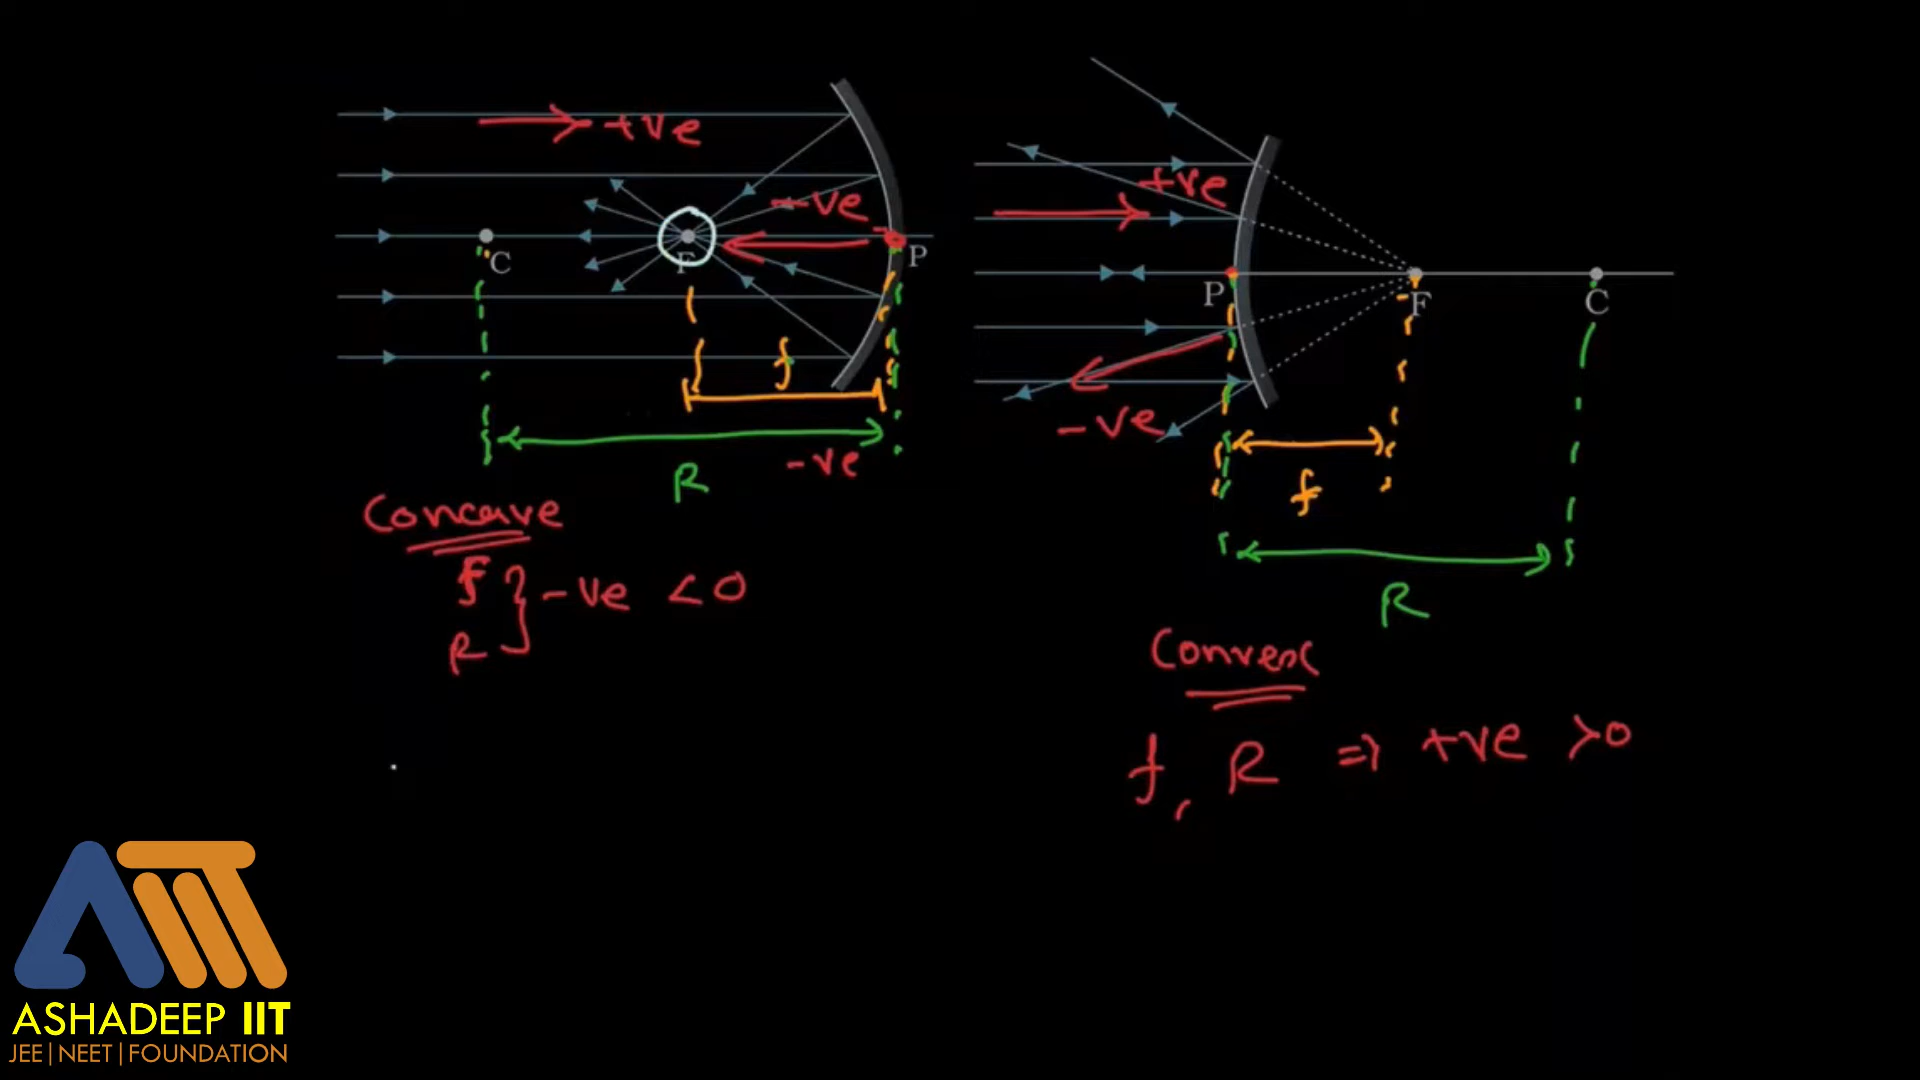 +ve
-ve
C
F
P
f
R
-ve
Concave
f
R } -ve < 0
+ve
P
F
C
-ve
f
R
Convex
f, R ⇒ +ve >0
ASHADEEP IIT
JEE|NEET|FOUNDATION